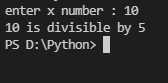 enter x number : 10
10 is divisible by 5
PS D:\Python>